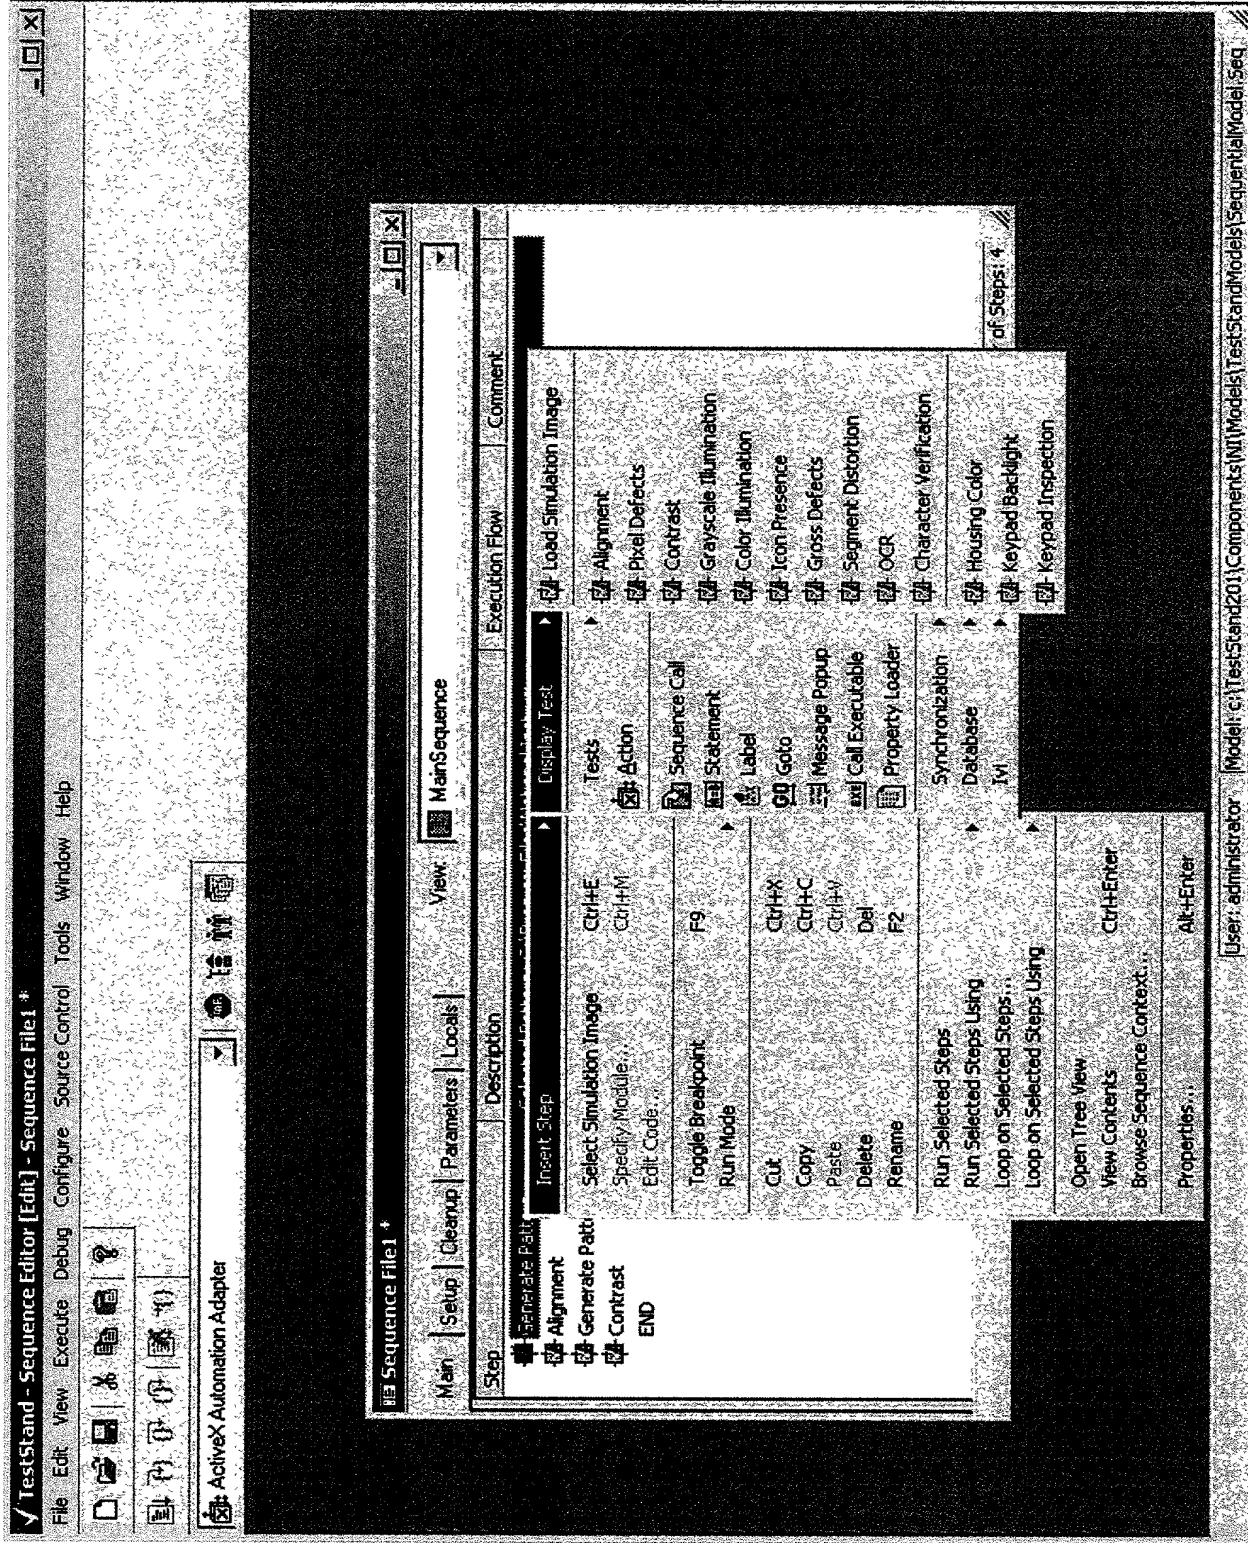 TestStand - Sequence Editor [Edit] - Sequence File1 *
File Edit View Execute Debug Configure Source Control Tools Window Help
ActiveX Automation Adapter
Sequence File1 *
Main Setup Cleanup Parameters Locals View: MainSequence
Step Description Execution Flow Comment
Generate Patt
Alignment
Generate Patt
Contrast
END
Insert Step
Select Simulation Image Ctrl+E
Specify Module... Ctrl+M
Edit Code...
Toggle Breakpoint F9
Run Mode
Cut Ctrl+X
Copy Ctrl+C
Paste Ctrl+V
Delete Del
Rename F2
Run Selected Steps
Run Selected Steps Using
Loop on Selected Steps...
Loop on Selected Steps Using
Open Tree View
View Contents Ctrl+Enter
Browse Sequence Context...
Properties... Alt+Enter
Display Test
Tests
Action
Sequence Call
Statement
Label
Goto
Message Popup
Call Executable
Property Loader
Synchronization
Database
IVI
Load Simulation Image
Alignment
Pixel Defects
Contrast
Grayscale Illumination
Color Illumination
Icon Presence
Gross Defects
Segment Distortion
OCR
Character Verification
Housing Color
Keypad Backlight
Keypad Inspection
of Steps: 4
User: administrator Model: c:\TestStand201\Components\NI\Models\TestStandModels\SequentialModel.Seq